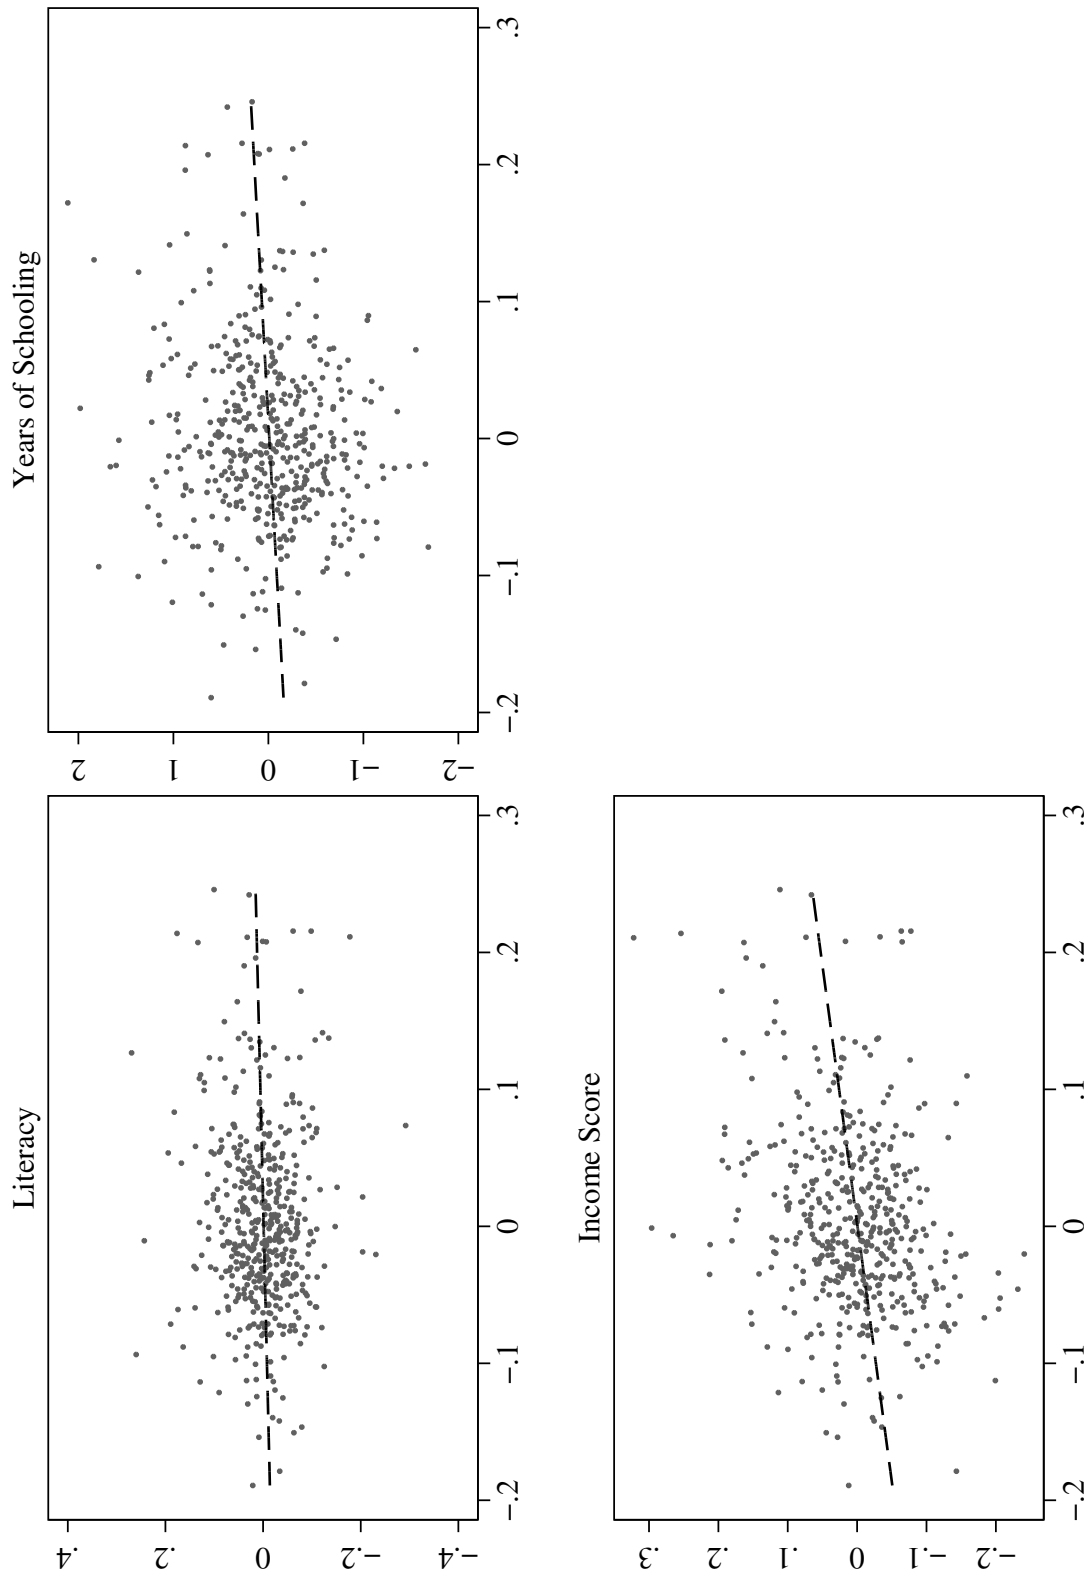 Literacy
.4
.2
0
−.2
−.4
−.2 −.1 0 .1 .2 .3
Years of Schooling
2
1
0
−1
−2
−.2 −.1 0 .1 .2 .3
Income Score
.3
.2
.1
0
−.1
−.2
−.2 −.1 0 .1 .2 .3